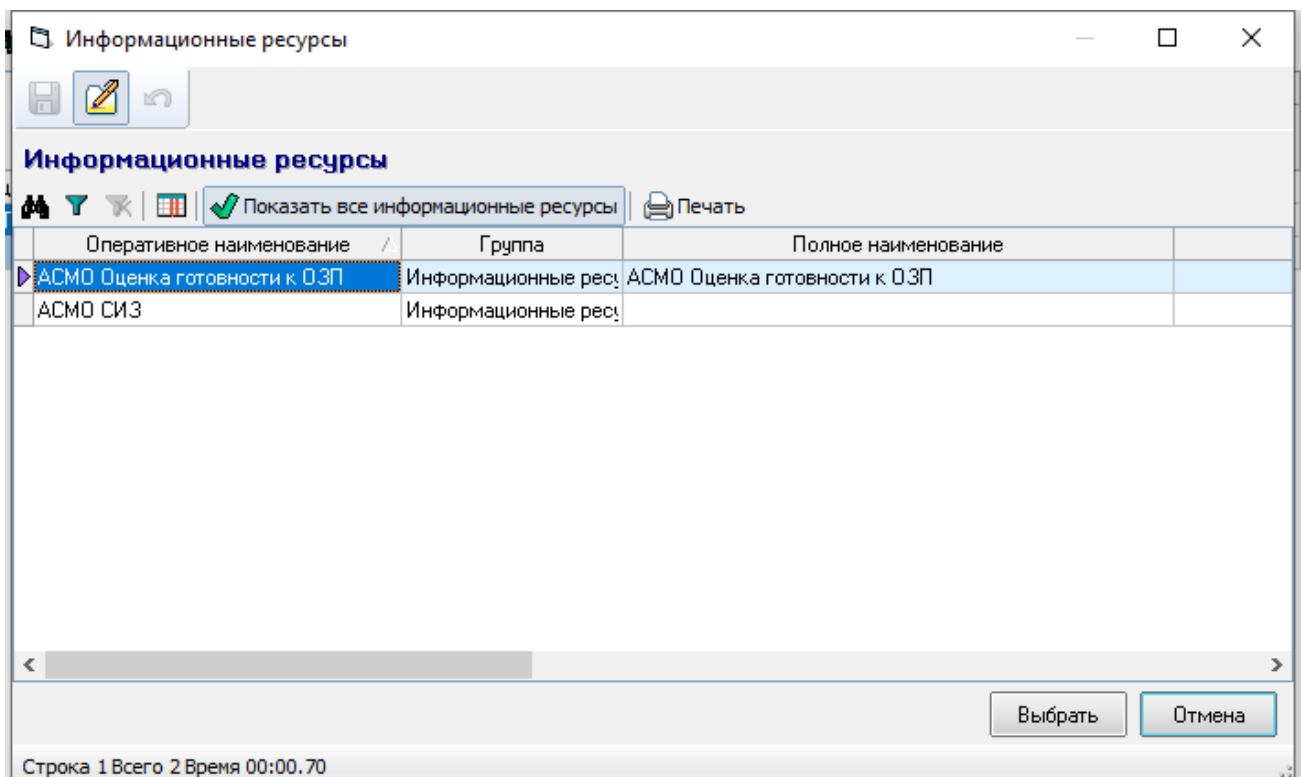 Информационные ресурсы
Информационные ресурсы
Показать все информационные ресурсы Печать
Оперативное наименование Группа Полное наименование
АСМО Оценка готовности к ОЗП Информационные ресу АСМО Оценка готовности к ОЗП
АСМО СИЗ Информационные ресу
Выбрать Отмена
Строка 1 Всего 2 Время 00:00.70